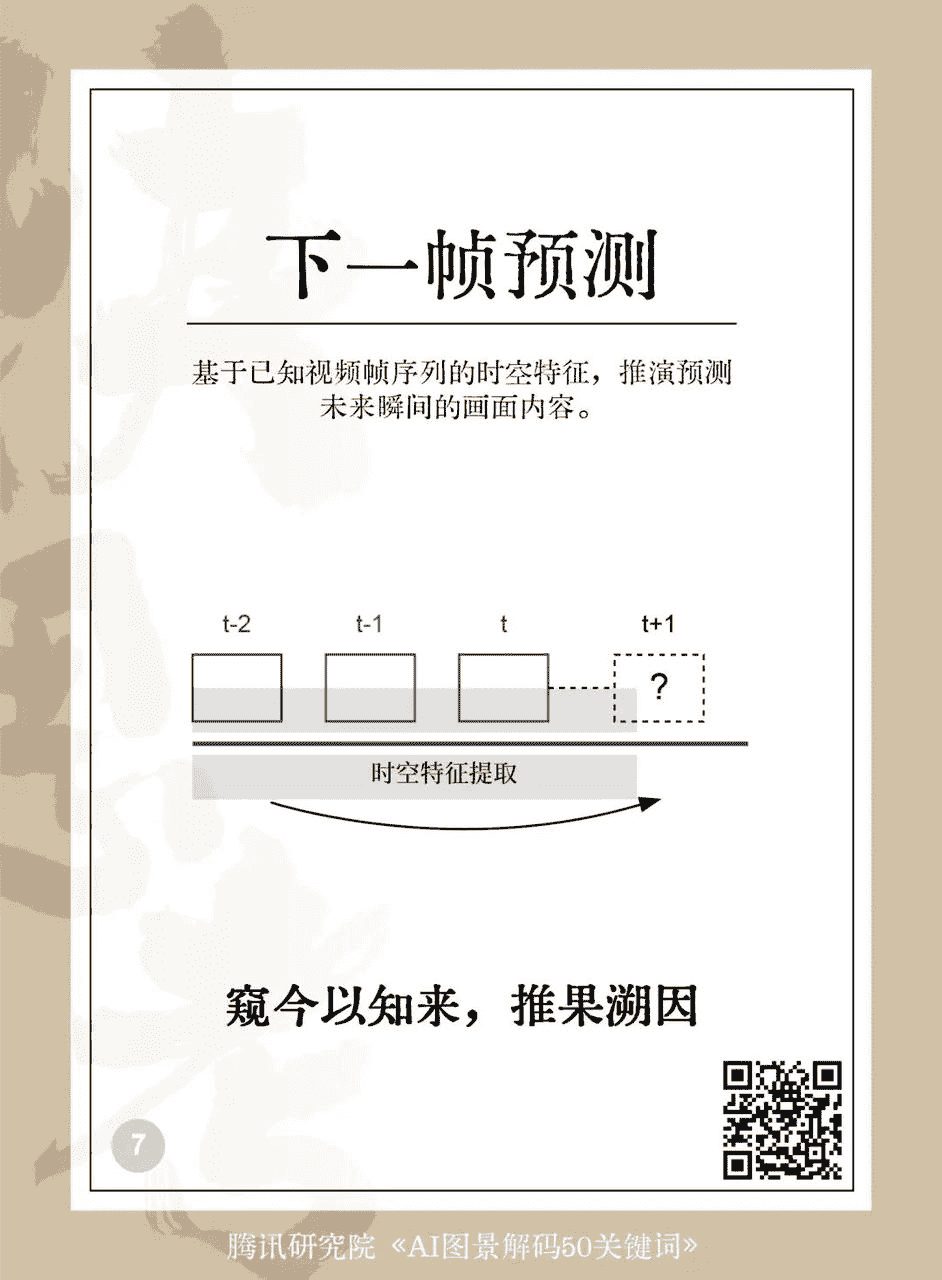 下一帧预测
基于已知视频帧序列的时空特征，推演预测
未来瞬间的画面内容。
t-2 t-1 t t+1
?
时空特征提取
窥今以知来，推果溯因
7
腾讯研究院《AI图景解码50关键词》